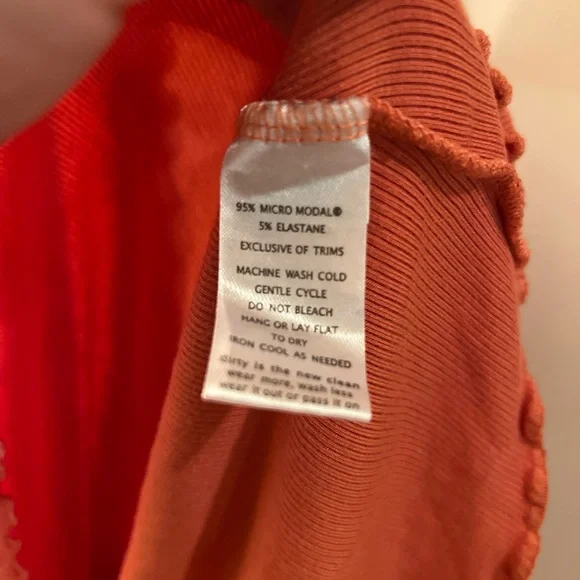 95% MICRO MODAL®
5% ELASTANE
EXCLUSIVE OF TRIMS
MACHINE WASH COLD
GENTLE CYCLE
DO NOT BLEACH
HANG OR LAY FLAT
TO DRY
IRON COOL AS NEEDED
dirty is the new clean
wear more, wash less
wear it out or pass it on